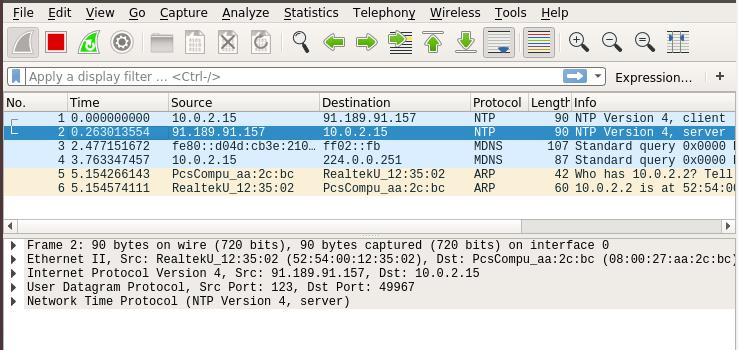 File Edit View Go Capture Analyze Statistics Telephony Wireless Tools Help
Apply a display filter ... <Ctrl-/> Expression... +
No. Time Source Destination Protocol Length Info
1 0.000000000 10.0.2.15 91.189.91.157 NTP 90 NTP Version 4, client
2 0.263013554 91.189.91.157 10.0.2.15 NTP 90 NTP Version 4, server
3 2.477151672 fe80::d04d:cb3e:210… ff02::fb MDNS 107 Standard query 0x0000
4 3.763347457 10.0.2.15 224.0.0.251 MDNS 87 Standard query 0x0000
5 5.154266143 PcsCompu_aa:2c:bc RealtekU_12:35:02 ARP 42 Who has 10.0.2.2? Tell
6 5.154574111 RealtekU_12:35:02 PcsCompu_aa:2c:bc ARP 60 10.0.2.2 is at 52:54:00
Frame 2: 90 bytes on wire (720 bits), 90 bytes captured (720 bits) on interface 0
Ethernet II, Src: RealtekU_12:35:02 (52:54:00:12:35:02), Dst: PcsCompu_aa:2c:bc (08:00:27:aa:2c:bc)
Internet Protocol Version 4, Src: 91.189.91.157, Dst: 10.0.2.15
User Datagram Protocol, Src Port: 123, Dst Port: 49967
Network Time Protocol (NTP Version 4, server)